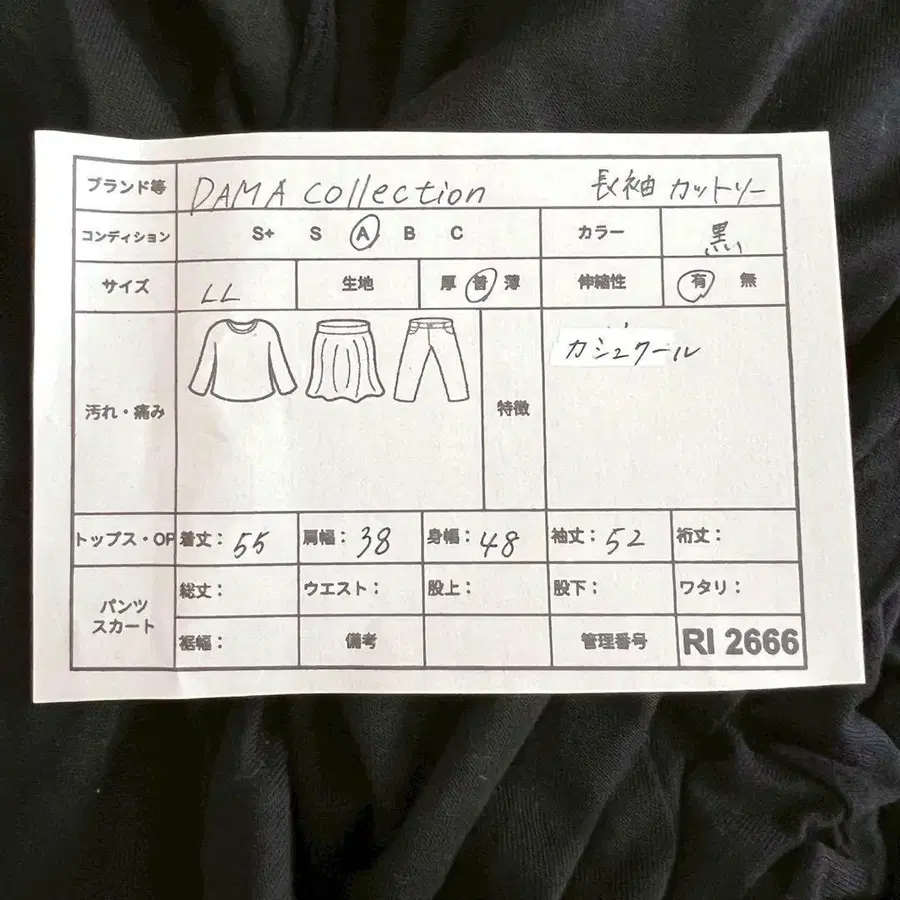 ブランド等 DAMA collection 長袖 カットソー
コンディション S+ S A B C カラー 黒
サイズ LL 生地 厚 普 薄 伸縮性 有 無
汚れ・痛み 特徴 カシュクール
トップス・OP 着丈: 55 肩幅: 38 身幅: 48 袖丈: 52 裄丈:
パンツ スカート
総丈: ウエスト: 股上: 股下: ワタリ:
裾幅: 備考 管理番号 RI 2666